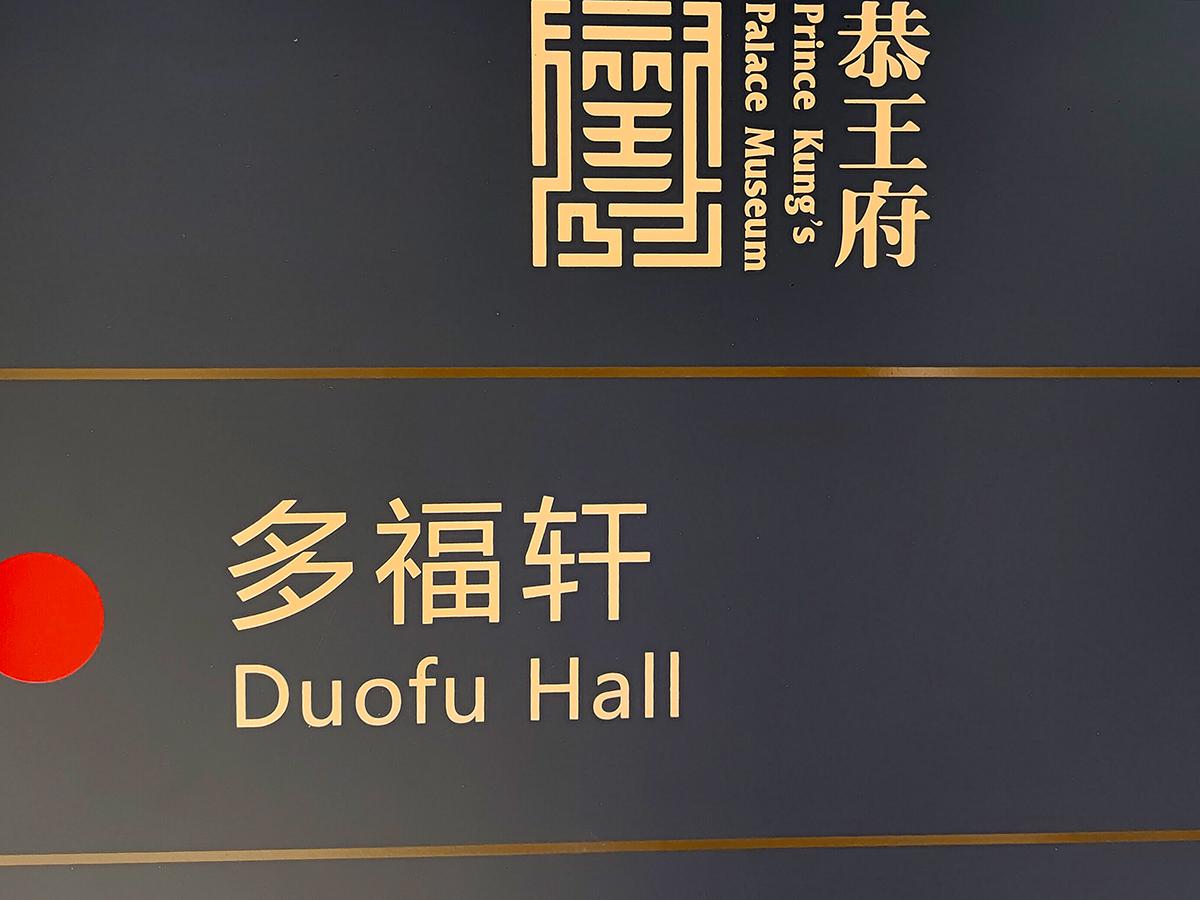 恭王府
Prince Kung's
Palace Museum
多福轩
Duofu Hall